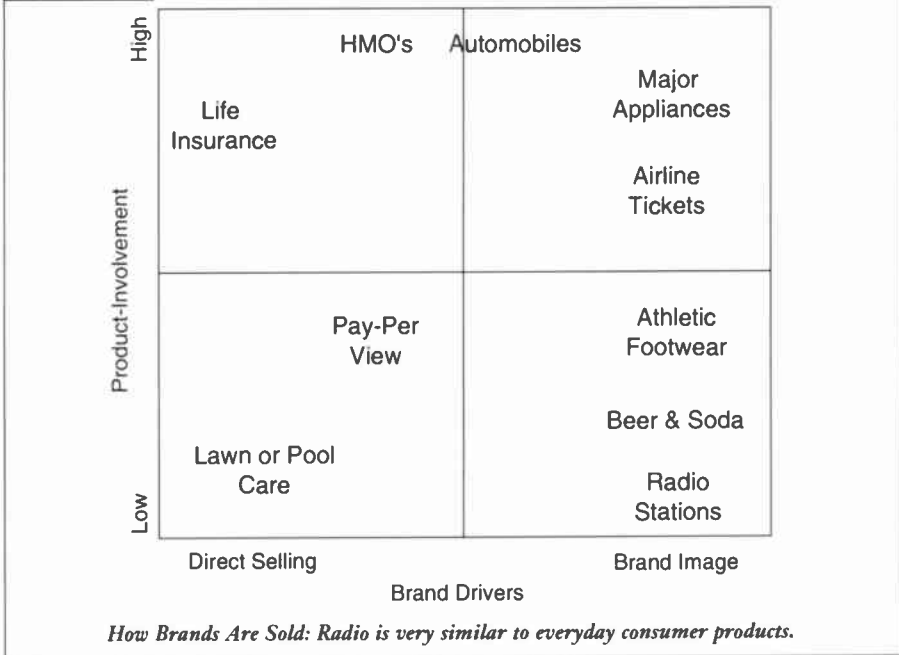 High
HMO's
Automobiles
Major
Appliances
Life
Insurance
Airline
Tickets
Product-Involvement
Pay-Per
View
Athletic
Footwear
Beer & Soda
Lawn or Pool
Care
Radio
Stations
Low
Direct Selling
Brand Image
Brand Drivers
How Brands Are Sold: Radio is very similar to everyday consumer products.